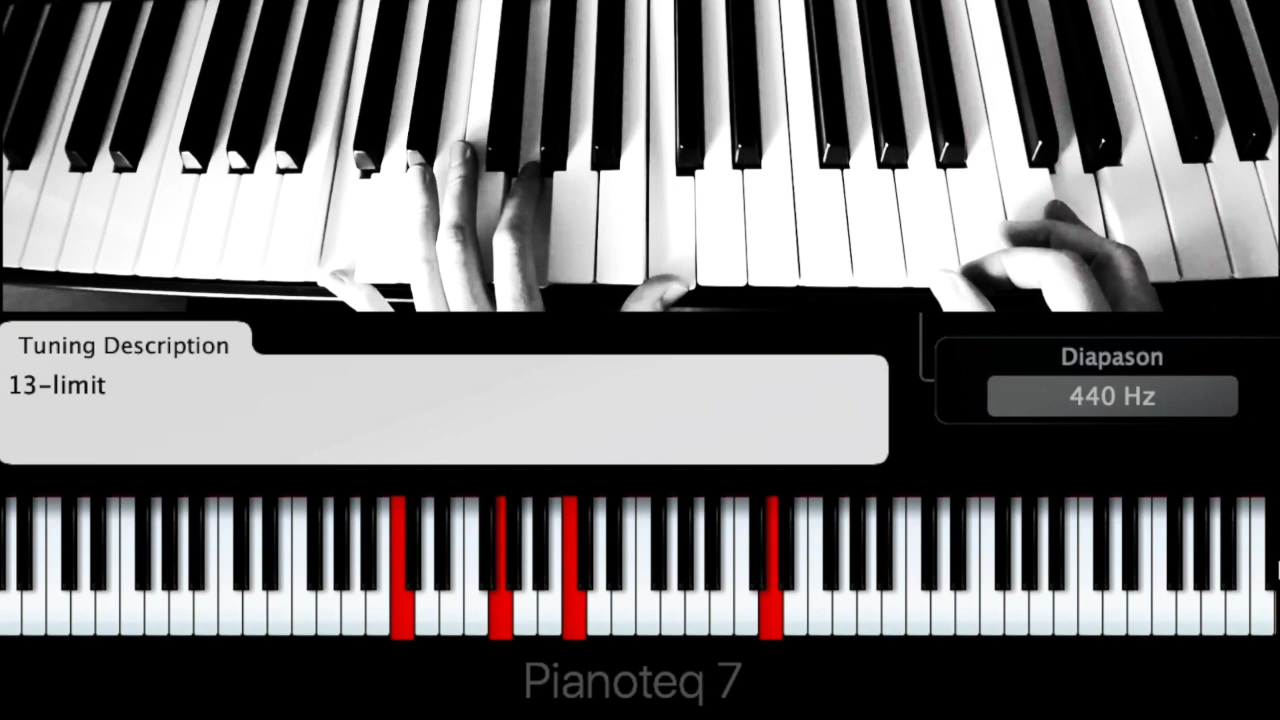 Tuning Description
13-limit
Diapason
440 Hz
Pianoteq 7